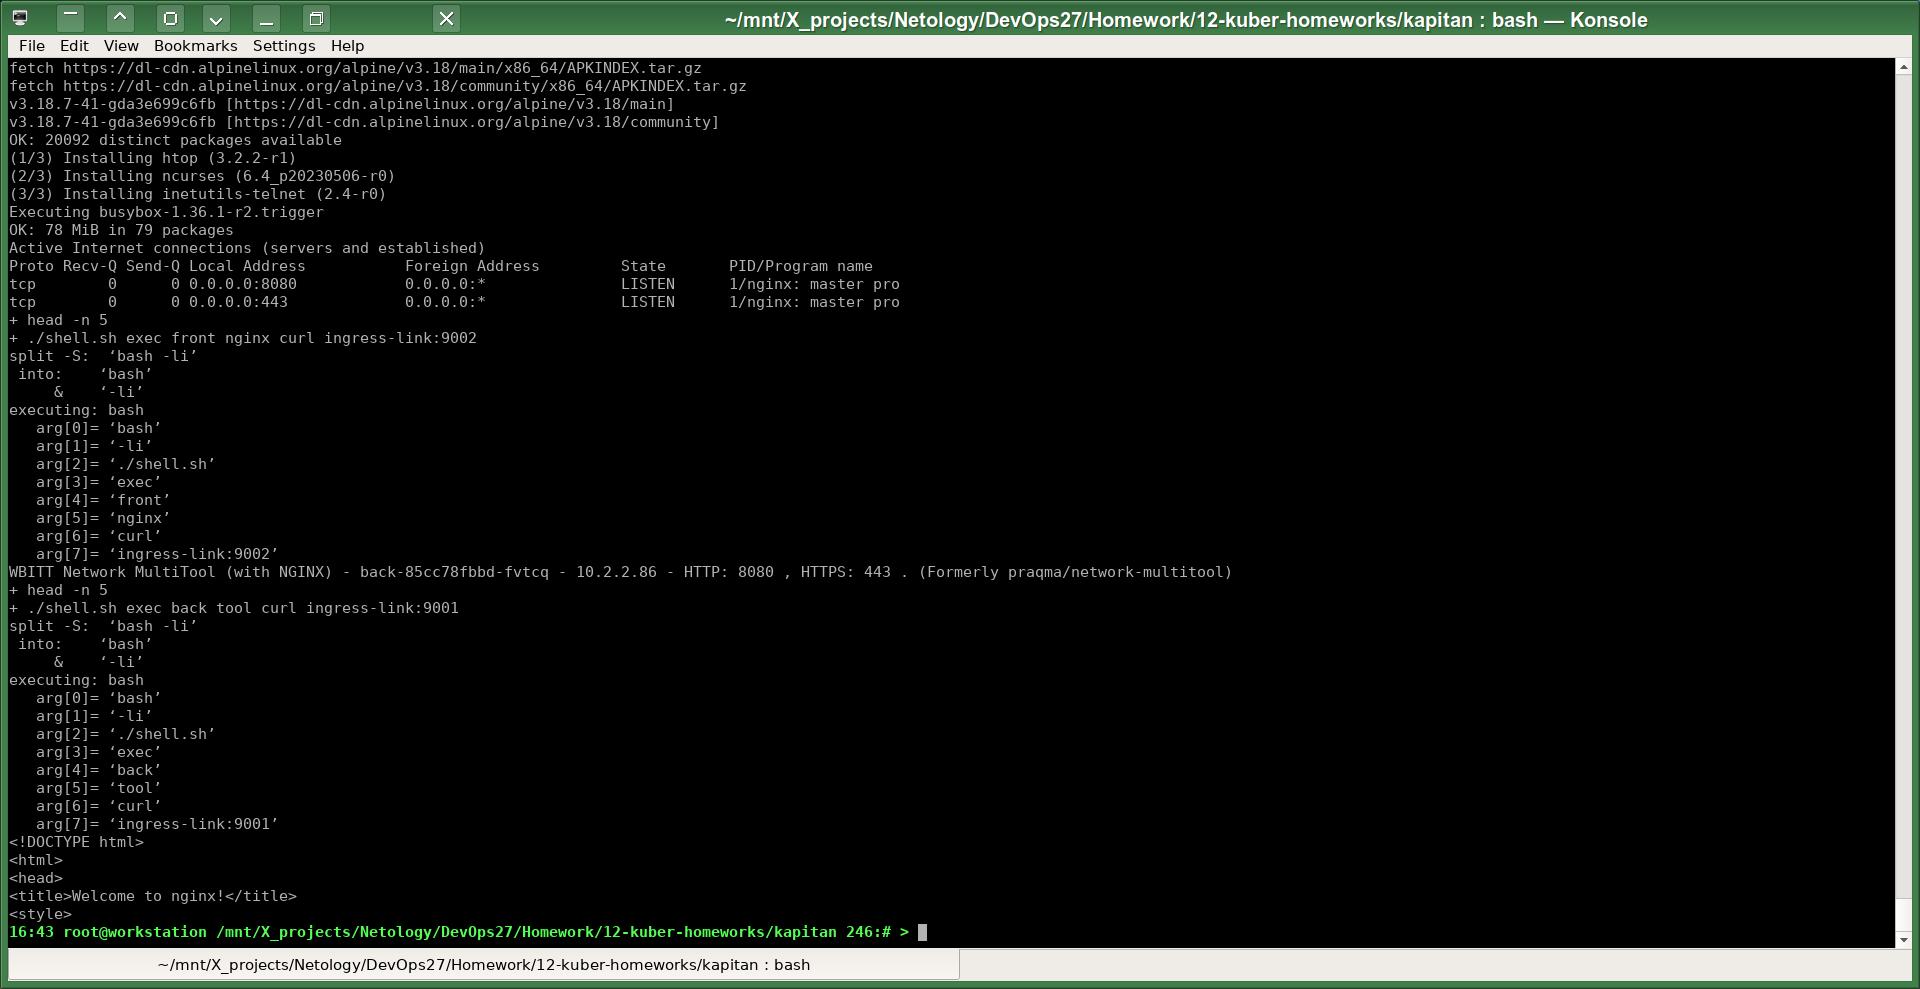 ~/mnt/X_projects/Netology/DevOps27/Homework/12-kuber-homeworks/kapitan : bash — Konsole
File Edit View Bookmarks Settings Help
fetch https://dl-cdn.alpinelinux.org/alpine/v3.18/main/x86_64/APKINDEX.tar.gz
fetch https://dl-cdn.alpinelinux.org/alpine/v3.18/community/x86_64/APKINDEX.tar.gz
v3.18.7-41-gda3e699c6fb [https://dl-cdn.alpinelinux.org/alpine/v3.18/main]
v3.18.7-41-gda3e699c6fb [https://dl-cdn.alpinelinux.org/alpine/v3.18/community]
OK: 20092 distinct packages available
(1/3) Installing htop (3.2.2-r1)
(2/3) Installing ncurses (6.4_p20230506-r0)
(3/3) Installing inetutils-telnet (2.4-r0)
Executing busybox-1.36.1-r2.trigger
OK: 78 MiB in 79 packages
Active Internet connections (servers and established)
Proto Recv-Q Send-Q Local Address           Foreign Address         State       PID/Program name
tcp        0      0 0.0.0.0:8080            0.0.0.0:*               LISTEN      1/nginx: master pro
tcp        0      0 0.0.0.0:443             0.0.0.0:*               LISTEN      1/nginx: master pro
+ head -n 5
+ ./shell.sh exec front nginx curl ingress-link:9002
split -S:  ‘bash -li’
 into:    ‘bash’
     &    ‘-li’
executing: bash
   arg[0]= ‘bash’
   arg[1]= ‘-li’
   arg[2]= ‘./shell.sh’
   arg[3]= ‘exec’
   arg[4]= ‘front’
   arg[5]= ‘nginx’
   arg[6]= ‘curl’
   arg[7]= ‘ingress-link:9002’
WBITT Network MultiTool (with NGINX) - back-85cc78fbbd-fvtcq - 10.2.2.86 - HTTP: 8080 , HTTPS: 443 . (Formerly praqma/network-multitool)
+ head -n 5
+ ./shell.sh exec back tool curl ingress-link:9001
split -S:  ‘bash -li’
 into:    ‘bash’
     &    ‘-li’
executing: bash
   arg[0]= ‘bash’
   arg[1]= ‘-li’
   arg[2]= ‘./shell.sh’
   arg[3]= ‘exec’
   arg[4]= ‘back’
   arg[5]= ‘tool’
   arg[6]= ‘curl’
   arg[7]= ‘ingress-link:9001’
<!DOCTYPE html>
<html>
<head>
<title>Welcome to nginx!</title>
<style>
16:43 root@workstation /mnt/X_projects/Netology/DevOps27/Homework/12-kuber-homeworks/kapitan 246:# >
~/mnt/X_projects/Netology/DevOps27/Homework/12-kuber-homeworks/kapitan : bash